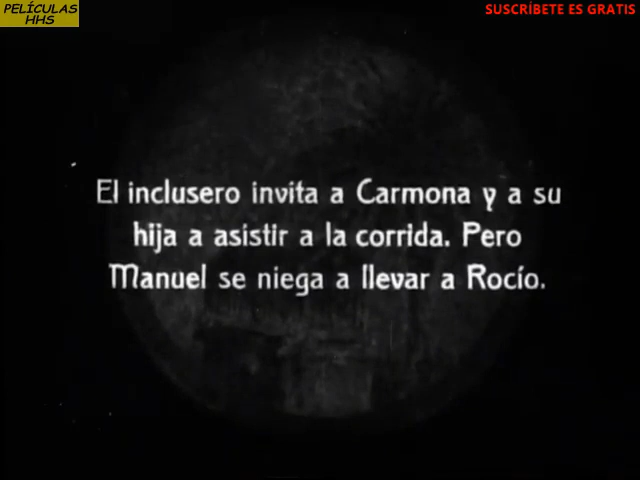 PELÍCULAS
HHS
SUSCRÍBETE ES GRATIS
El inclusero invita a Carmona y a su
hija a asistir a la corrida. Pero
Manuel se niega a llevar a Rocío.